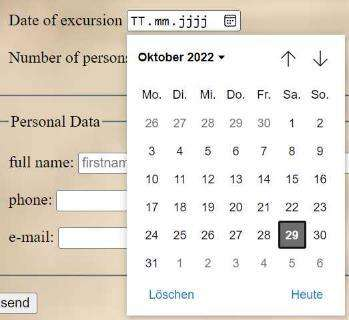 Date of excursion TT.mm.jjjj
Number of persons
Oktober 2022
Mo. Di. Mi. Do. Fr. Sa. So.
26 27 28 29 30 1 2
3 4 5 6 7 8 9
10 11 12 13 14 15 16
17 18 19 20 21 22 23
24 25 26 27 28 29 30
31 1 2 3 4 5 6
Löschen Heute
Personal Data
full name: firstnam
phone:
e-mail:
send